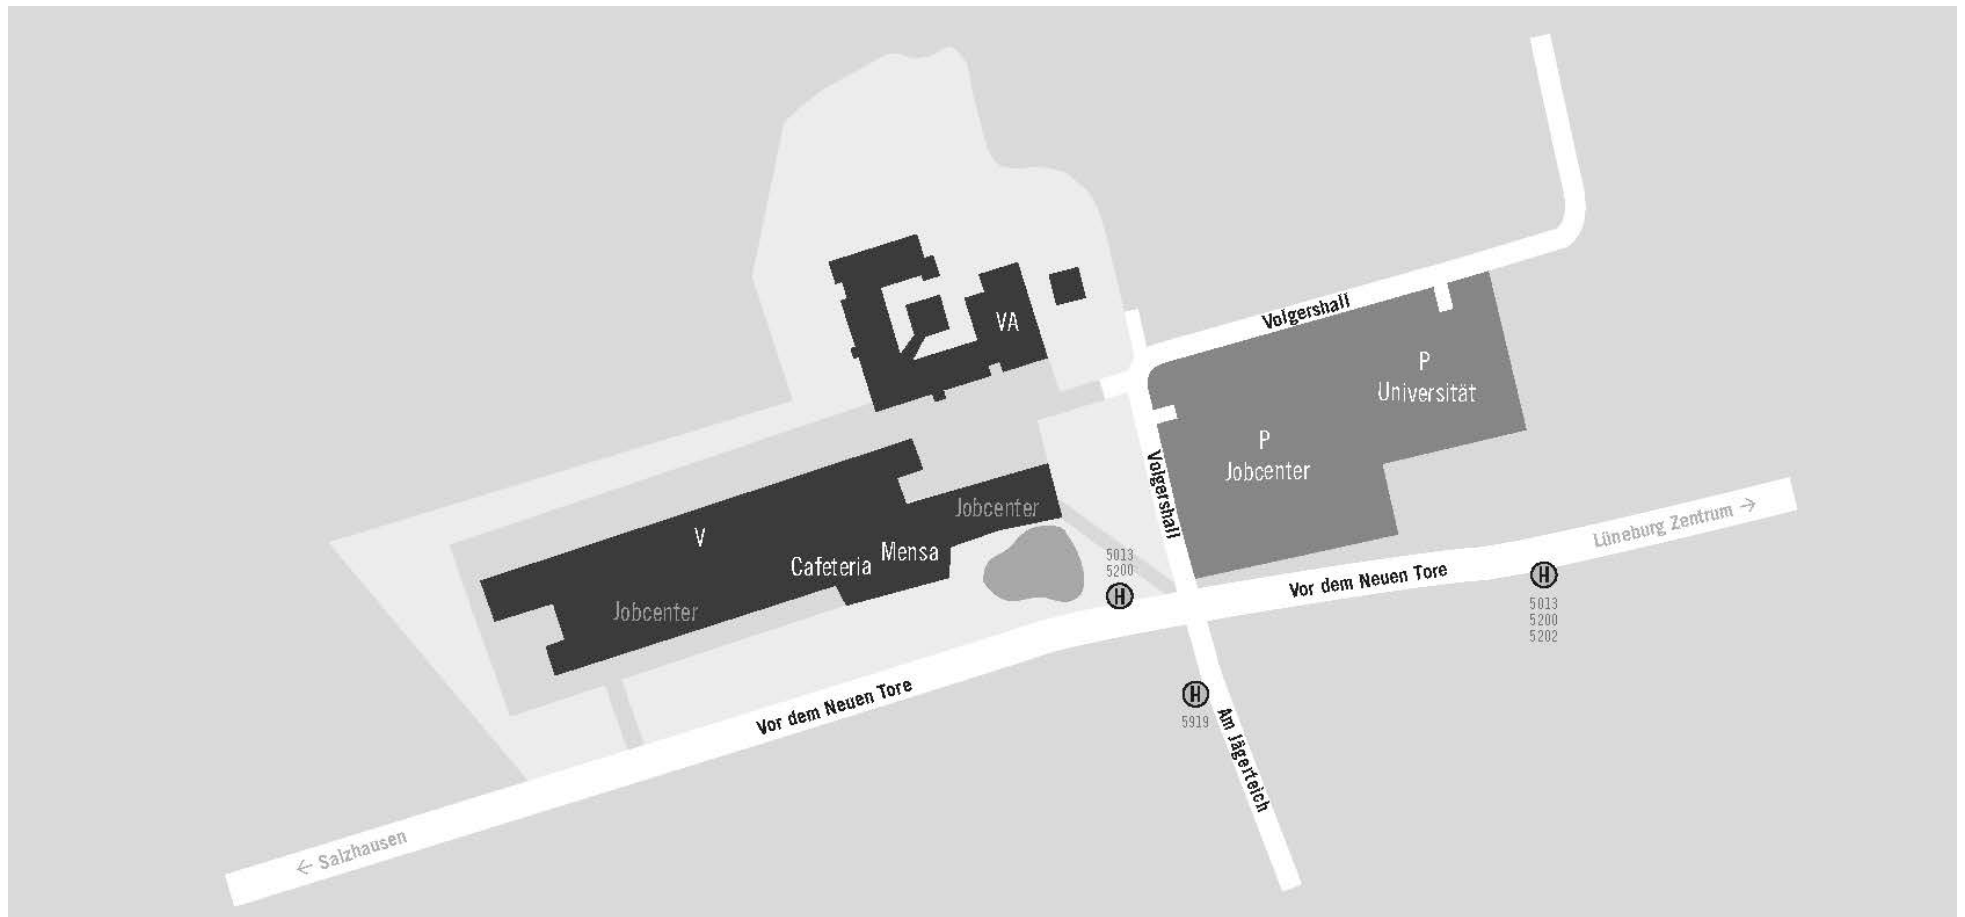 VA
Volgershall
P
Universität
P
Jobcenter
Volgershall
Jobcenter
V
Mensa
Cafeteria
Jobcenter
5013
5200
H
Vor dem Neuen Tore
Lüneburg Zentrum →
H
5013
5200
5202
H
5919
Am Jägerteich
Vor dem Neuen Tore
← Salzhausen